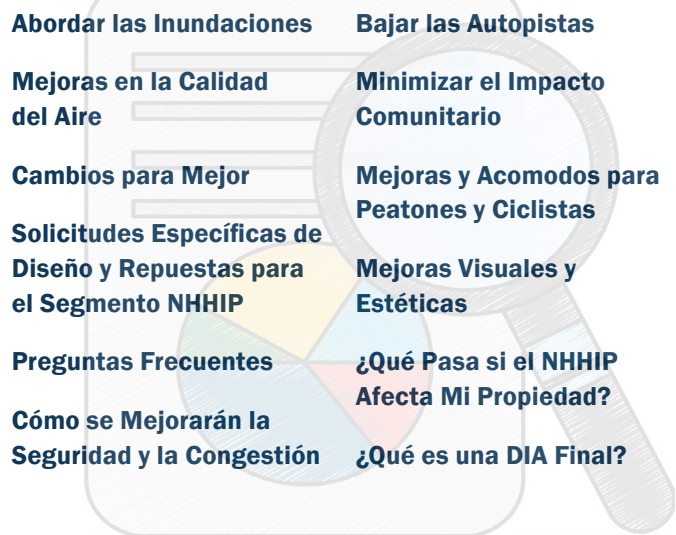 Abordar las Inundaciones
Mejoras en la Calidad
del Aire
Cambios para Mejor
Solicitudes Específicas de
Diseño y Repuestas para
el Segmento NHHIP
Preguntas Frecuentes
Cómo se Mejorarán la
Seguridad y la Congestión
Bajar las Autopistas
Minimizar el Impacto
Comunitario
Mejoras y Acomodos para
Peatones y Ciclistas
Mejoras Visuales y
Estéticas
¿Qué Pasa si el NHHIP
Afecta Mi Propiedad?
¿Qué es una DIA Final?